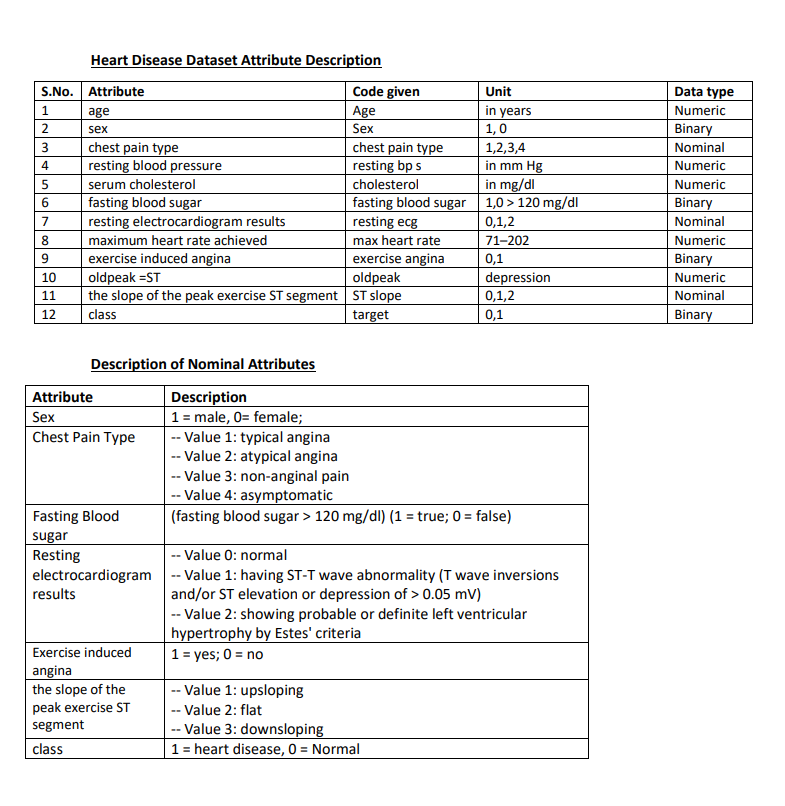 Heart Disease Dataset Attribute Description
S.No. Attribute Code given Unit Data type
1 age Age in years Numeric
2 sex Sex 1, 0 Binary
3 chest pain type chest pain type 1,2,3,4 Nominal
4 resting blood pressure resting bp s in mm Hg Numeric
5 serum cholesterol cholesterol in mg/dl Numeric
6 fasting blood sugar fasting blood sugar 1,0 > 120 mg/dl Binary
7 resting electrocardiogram results resting ecg 0,1,2 Nominal
8 maximum heart rate achieved max heart rate 71–202 Numeric
9 exercise induced angina exercise angina 0,1 Binary
10 oldpeak =ST oldpeak depression Numeric
11 the slope of the peak exercise ST segment ST slope 0,1,2 Nominal
12 class target 0,1 Binary
Description of Nominal Attributes
Attribute Description
Sex 1 = male, 0= female;
Chest Pain Type -- Value 1: typical angina
-- Value 2: atypical angina
-- Value 3: non-anginal pain
-- Value 4: asymptomatic
Fasting Blood (fasting blood sugar > 120 mg/dl) (1 = true; 0 = false)
sugar
Resting -- Value 0: normal
electrocardiogram -- Value 1: having ST-T wave abnormality (T wave inversions
results and/or ST elevation or depression of > 0.05 mV)
-- Value 2: showing probable or definite left ventricular
hypertrophy by Estes' criteria
Exercise induced 1 = yes; 0 = no
angina
the slope of the -- Value 1: upsloping
peak exercise ST -- Value 2: flat
segment -- Value 3: downsloping
class 1 = heart disease, 0 = Normal